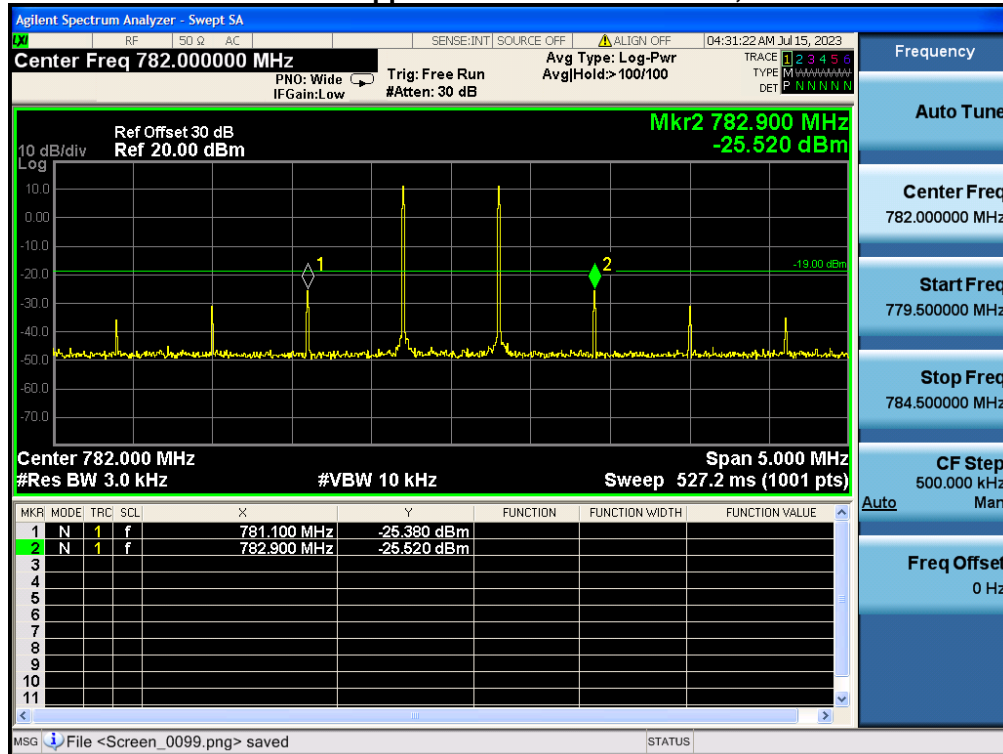 Agilent Spectrum Analyzer - Swept SA
LXI RF 50 Ω AC SENSE:INT SOURCE OFF ALIGN OFF 04:31:22 AM Jul 15, 2023
Center Freq 782.000000 MHz
PNO: Wide
IFGain:Low
Trig: Free Run
#Atten: 30 dB
Avg Type: Log-Pwr
Avg|Hold:>100/100
TRACE 1 2 3 4 5 6
TYPE M
DET P N N N N N
Mkr2 782.900 MHz
-25.520 dBm
Ref Offset 30 dB
10 dB/div Ref 20.00 dBm
Log
10.0
0.00
-10.0
-20.0
-30.0
-40.0
-50.0
-60.0
-70.0
1
2
-19.00 dBm
Center 782.000 MHz Span 5.000 MHz
#Res BW 3.0 kHz #VBW 10 kHz Sweep 527.2 ms (1001 pts)
MKR MODE TRC SCL X Y FUNCTION FUNCTION WIDTH FUNCTION VALUE
1 N 1 f 781.100 MHz -25.380 dBm
2 N 1 f 782.900 MHz -25.520 dBm
3
4
5
6
7
8
9
10
11
MSG File <Screen_0099.png> saved STATUS
Frequency
Auto Tune
Center Freq
782.000000 MHz
Start Freq
779.500000 MHz
Stop Freq
784.500000 MHz
CF Step
500.000 kHz
Auto Man
Freq Offset
0 Hz